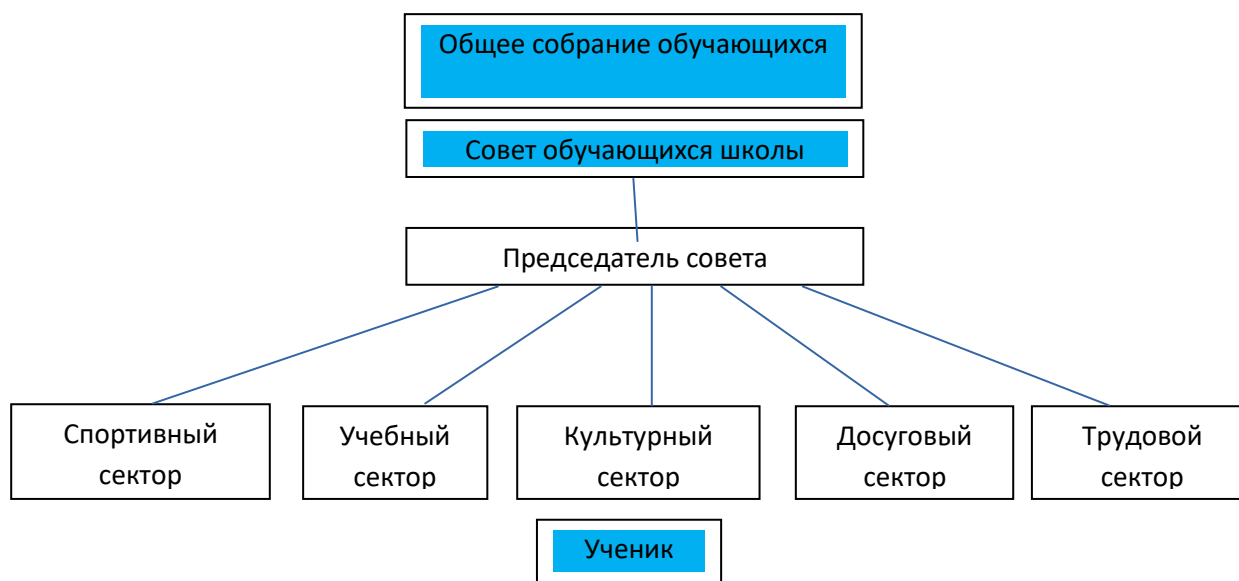 Общее собрание обучающихся
Совет обучающихся школы
Председатель совета
Спортивный
сектор
Учебный
сектор
Культурный
сектор
Досуговый
сектор
Трудовой
сектор
Ученик